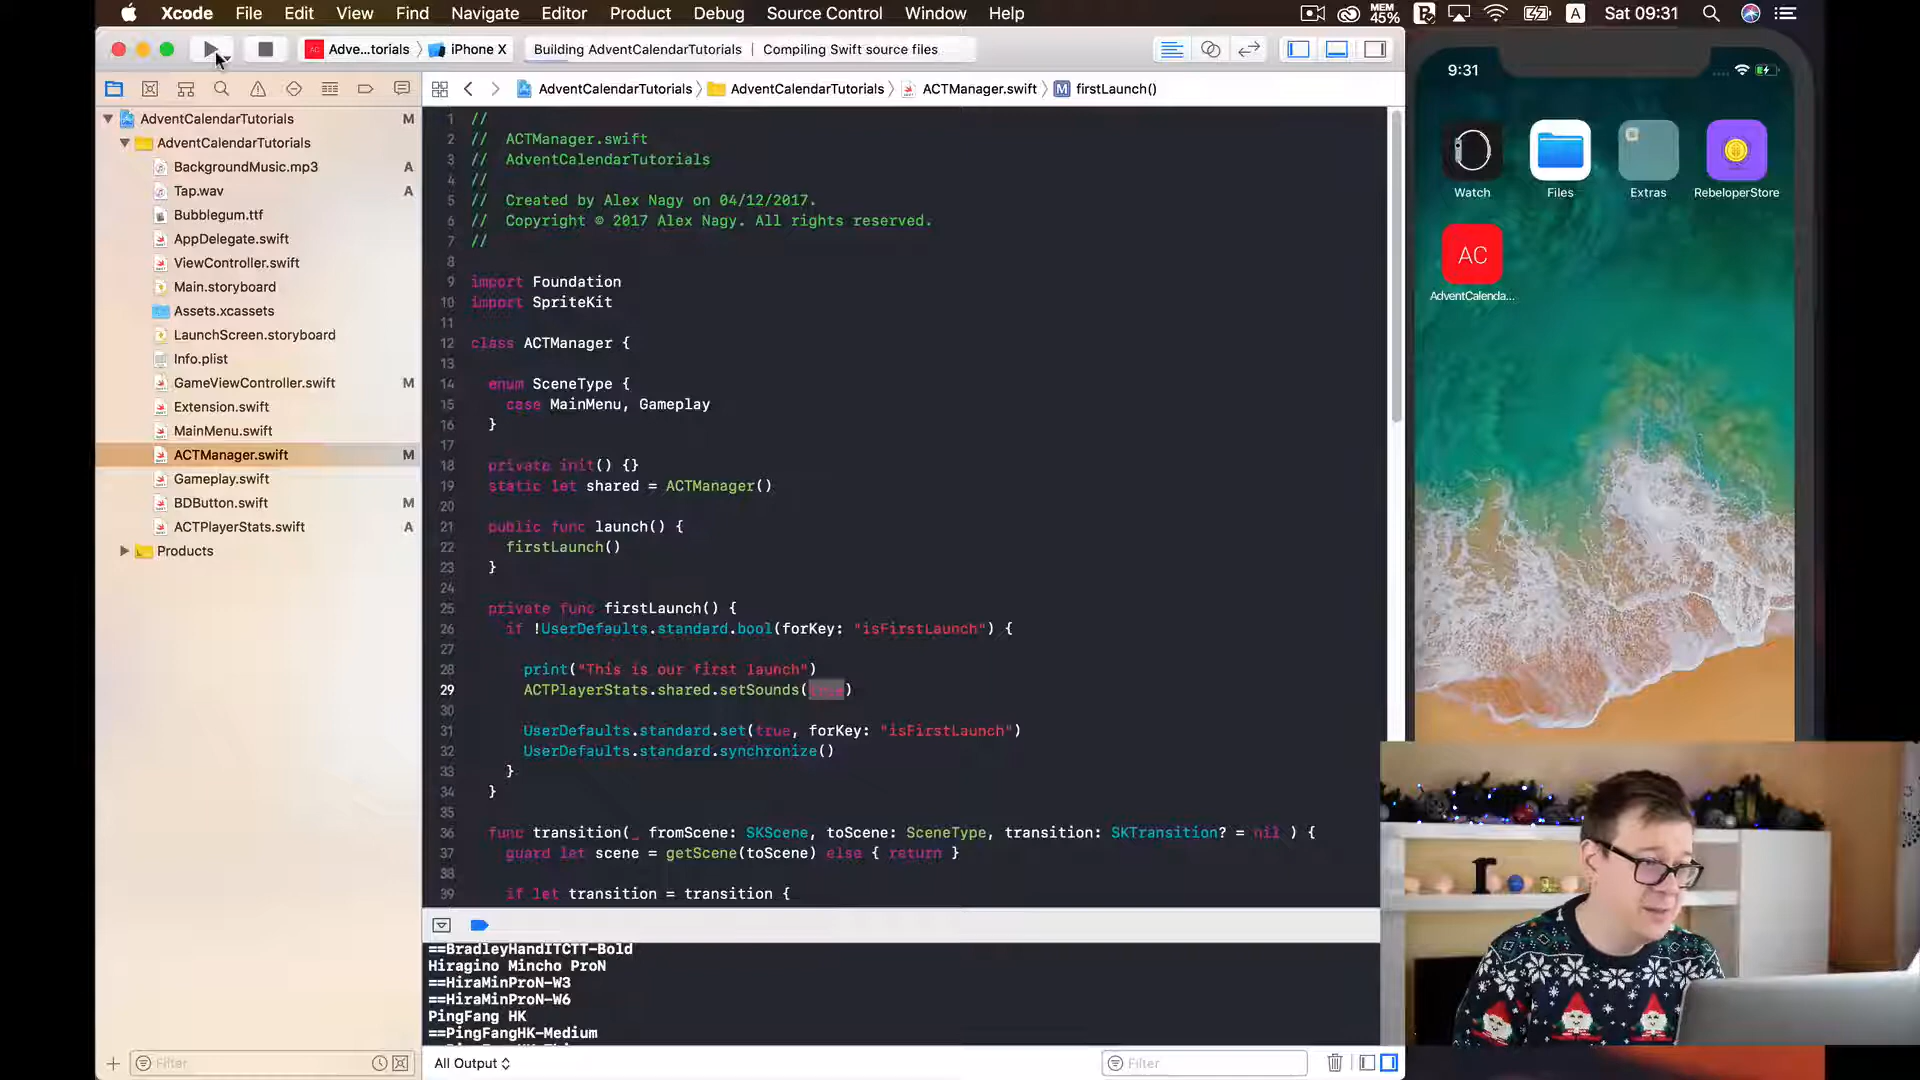 Xcode File Edit View Find Navigate Editor Product Debug Source Control Window Help
MEM 45% A Sat 09:31
Adve...torials iPhone X
Building AdventCalendarTutorials | Compiling Swift source files
AdventCalendarTutorials AdventCalendarTutorials ACTManager.swift M firstLaunch()
AdventCalendarTutorials M
AdventCalendarTutorials
BackgroundMusic.mp3 A
Tap.wav A
Bubblegum.ttf
AppDelegate.swift
ViewController.swift
Main.storyboard
Assets.xcassets
LaunchScreen.storyboard
Info.plist
GameViewController.swift M
Extension.swift
MainMenu.swift
ACTManager.swift M
Gameplay.swift
BDButton.swift M
ACTPlayerStats.swift A
Products
Filter
1 //
2 // ACTManager.swift
3 // AdventCalendarTutorials
4 //
5 // Created by Alex Nagy on 04/12/2017.
6 // Copyright © 2017 Alex Nagy. All rights reserved.
7 //
8
9 import Foundation
10 import SpriteKit
11
12 class ACTManager {
13
14 enum SceneType {
15 case MainMenu, Gameplay
16 }
17
18 private init() {}
19 static let shared = ACTManager()
20
21 public func launch() {
22 firstLaunch()
23 }
24
25 private func firstLaunch() {
26 if !UserDefaults.standard.bool(forKey: "isFirstLaunch") {
27
28 print("This is our first launch")
29 ACTPlayerStats.shared.setSounds(true)
30
31 UserDefaults.standard.set(true, forKey: "isFirstLaunch")
32 UserDefaults.standard.synchronize()
33 }
34 }
35
36 func transition(_ fromScene: SKScene, toScene: SceneType, transition: SKTransition? = nil ) {
37 guard let scene = getScene(toScene) else { return }
38
39 if let transition = transition {
==BradleyHandITCTT-Bold
Hiragino Mincho ProN
==HiraMinProN-W3
==HiraMinProN-W6
PingFang HK
==PingFangHK-Medium
All Output
Filter
9:31
Watch
Files
Extras
RebeloperStore
AC
AdventCalenda...
r